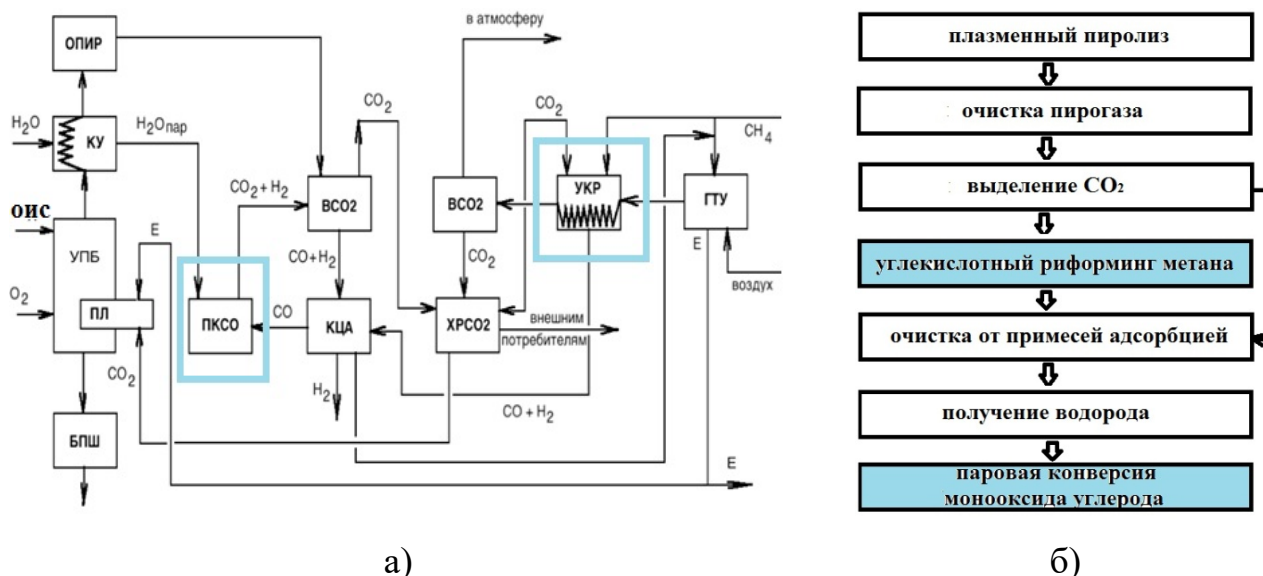 в атмосферу
ОПИР
CO₂
CO₂
H₂O
H₂Oпар
CH₄
КУ
CO₂ + H₂
ВСО2
ВСО2
УКР
ГТУ
оис
E
УПБ
CO+H₂
CO₂
E
воздух
O₂
ПЛ
ПКСО
CO
КЦА
ХРСО2
внешним
потребителям
CO₂
H₂
CO + H₂
БПШ
E
а)
плазменный пиролиз
очистка пирогаза
выделение CO₂
углекислотный риформинг метана
очистка от примесей адсорбцией
получение водорода
паровая конверсия
монооксида углерода
б)